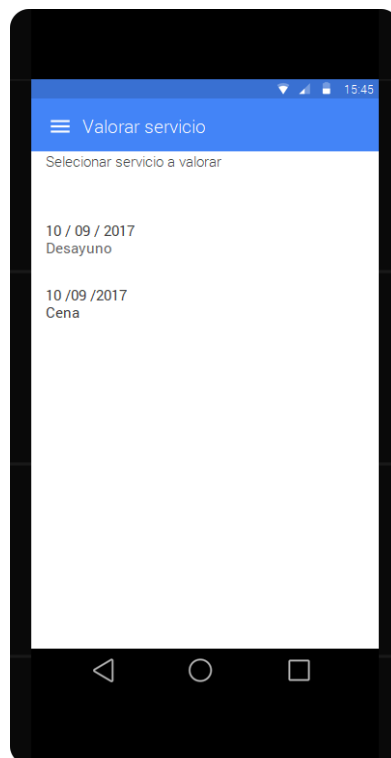 15:45
Valorar servicio
Selecionar servicio a valorar
10 / 09 / 2017
Desayuno
10 /09 /2017
Cena